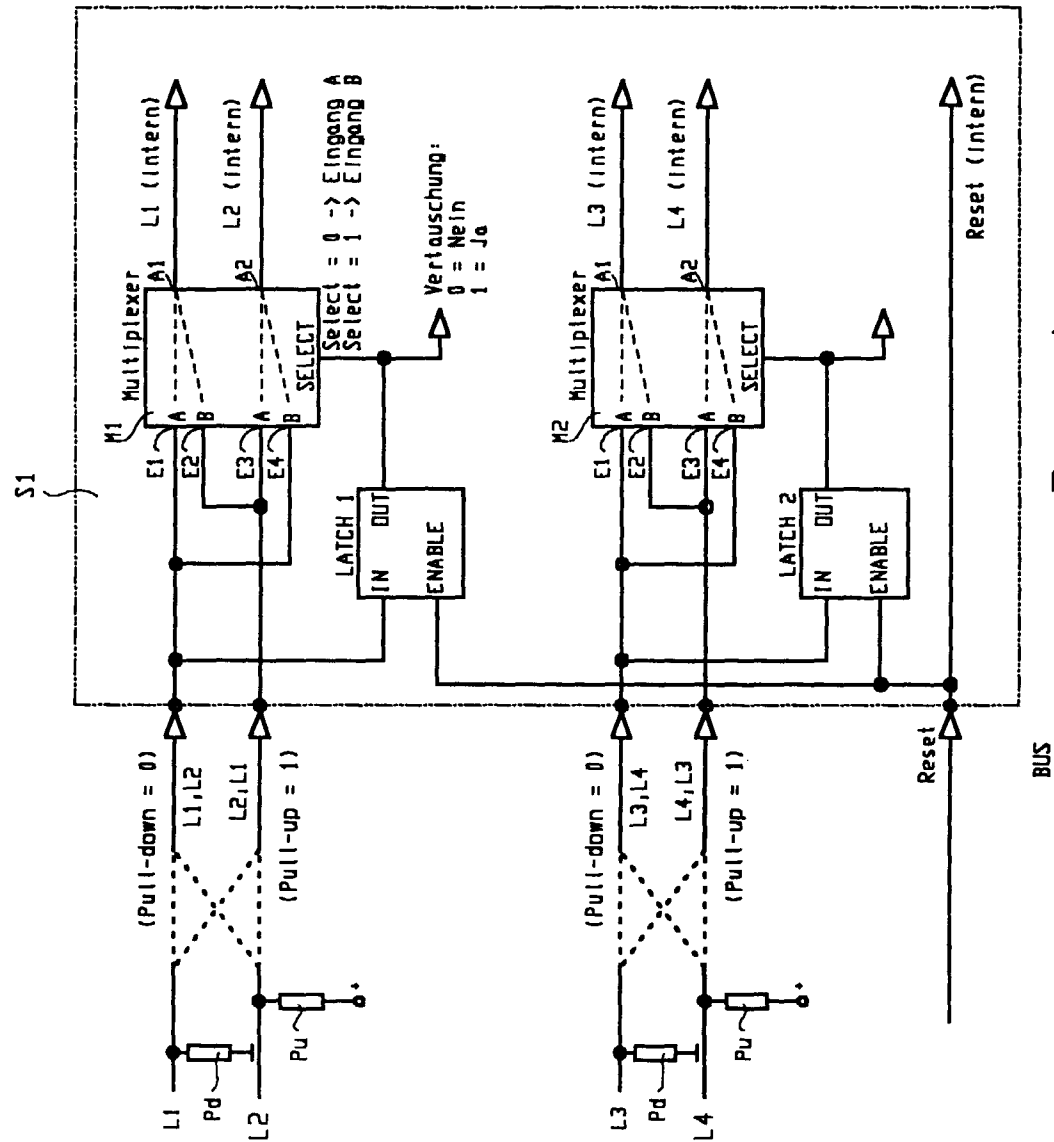 S1
Multiplexer
M1
E1
E2
E3
E4
A
B
A
B
SELECT
A1
A2
L1 (intern)
L2 (intern)
Select = 0 -> Eingang A
Select = 1 -> Eingang B
Vertauschung:
0 = Nein
1 = Ja
LATCH 1
IN
OUT
ENABLE
(Pull-down = 0)
L1,L2
L2,L1
(Pull-up = 1)
L1
Pd
L2
Pu
+
Multiplexer
M2
E1
E2
E3
E4
A
B
A
B
SELECT
A1
A2
L3 (intern)
L4 (intern)
LATCH 2
IN
OUT
ENABLE
(Pull-down = 0)
L3,L4
L4,L3
(Pull-up = 1)
L3
Pd
L4
Pu
+
Reset
Reset (intern)
BUS